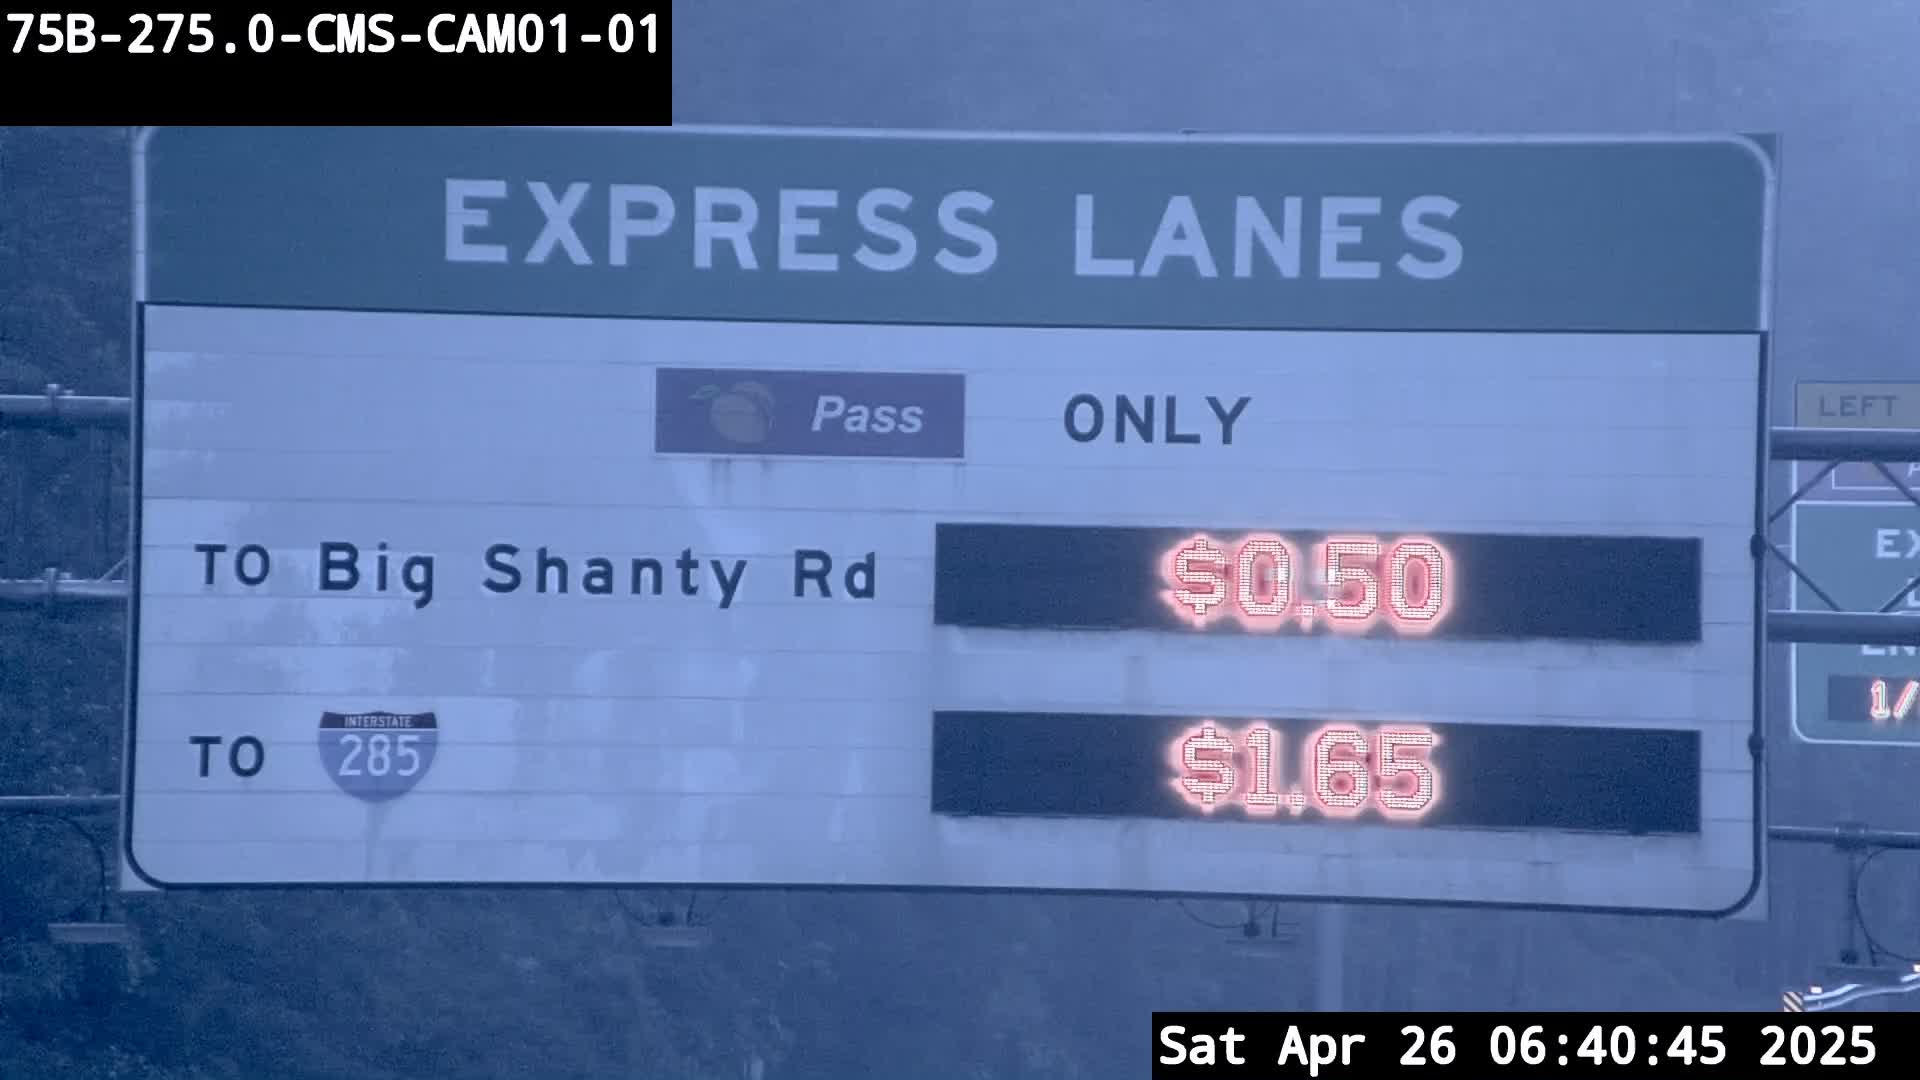 75B-275.0-CMS-CAM01-01
EXPRESS LANES
Pass ONLY
TO Big Shanty Rd $0.50
INTERSTATE
TO 285 $1.65
LEFT
1/
Sat Apr 26 06:40:45 2025